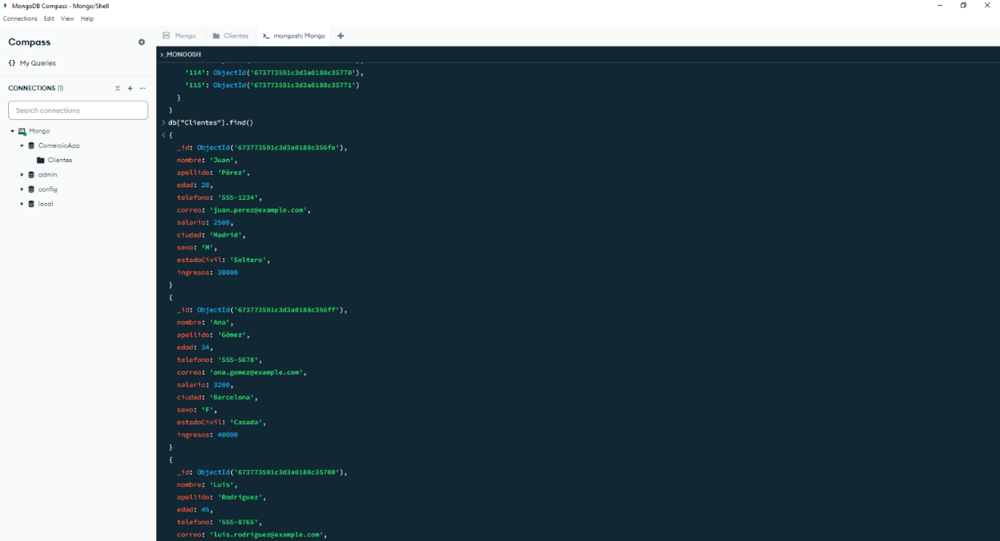 MongoDB Compass - Mongo/Shell
Connections Edit View Help
Compass
{} My Queries
CONNECTIONS (1)
Search connections
Mongo
ComercioApp
Clientes
admin
config
local
Mongo
Clientes
>_ mongosh: Mongo
>_MONGOSH
'114': ObjectId('673773591c3d3a0188c35770'),
'115': ObjectId('673773591c3d3a0188c35771')
}
}
> db["Clientes"].find()
< {
_id: ObjectId('673773591c3d3a0188c356fe'),
nombre: 'Juan',
apellido: 'Pérez',
edad: 28,
telefono: '555-1234',
correo: 'juan.perez@example.com',
salario: 2500,
ciudad: 'Madrid',
sexo: 'M',
estadoCivil: 'Soltero',
ingresos: 30000
}
{
_id: ObjectId('673773591c3d3a0188c356ff'),
nombre: 'Ana',
apellido: 'Gómez',
edad: 34,
telefono: '555-5678',
correo: 'ana.gomez@example.com',
salario: 3200,
ciudad: 'Barcelona',
sexo: 'F',
estadoCivil: 'Casada',
ingresos: 40000
}
{
_id: ObjectId('673773591c3d3a0188c35700'),
nombre: 'Luis',
apellido: 'Rodríguez',
edad: 45,
telefono: '555-8765',
correo: 'luis.rodriguez@example.com',